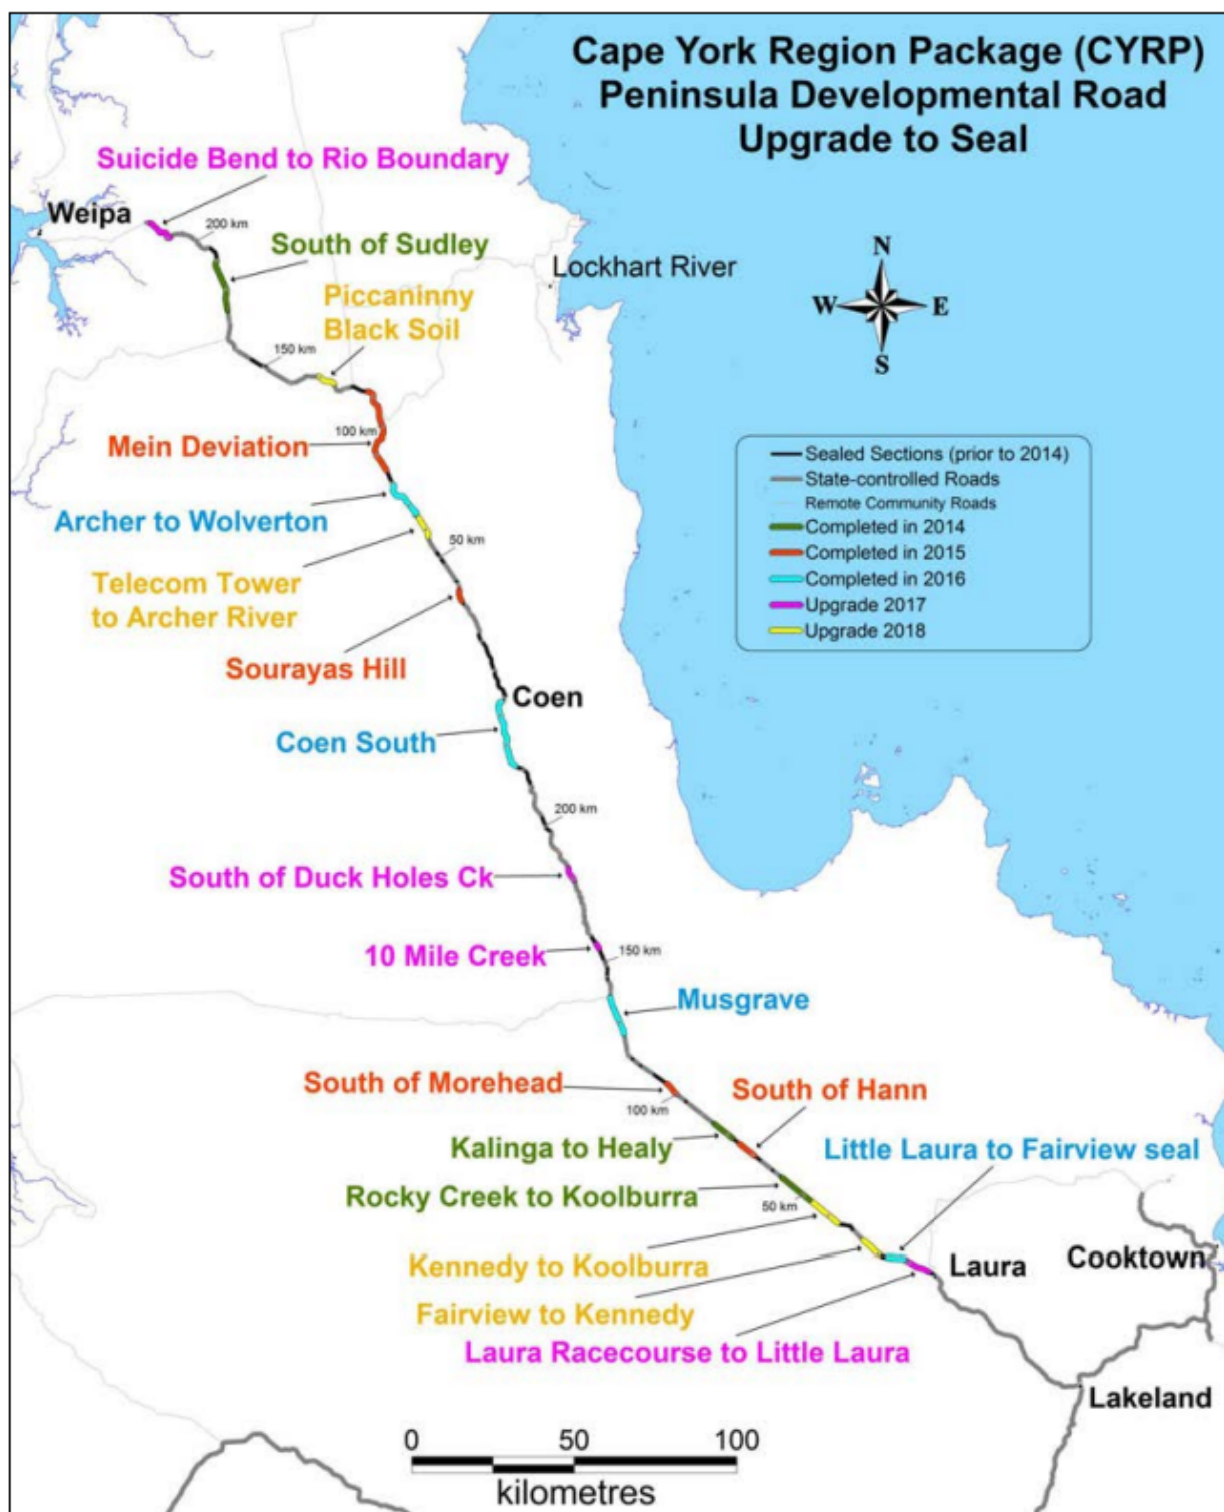 Cape York Region Package (CYRP)
Peninsula Developmental Road
Upgrade to Seal
Suicide Bend to Rio Boundary
Weipa
200 km
South of Sudley
Lockhart River
Piccaninny
Black Soil
N
W
E
S
150 km
Mein Deviation
100 km
Sealed Sections (prior to 2014)
State-controlled Roads
Remote Community Roads
Completed in 2014
Completed in 2015
Completed in 2016
Upgrade 2017
Upgrade 2018
Archer to Wolverton
50 km
Telecom Tower
to Archer River
Sourayas Hill
Coen
Coen South
200 km
South of Duck Holes Ck
10 Mile Creek
150 km
Musgrave
South of Morehead
100 km
South of Hann
Kalinga to Healy
Little Laura to Fairview seal
Rocky Creek to Koolburra
50 km
Kennedy to Koolburra
Laura
Cooktown
Fairview to Kennedy
Laura Racecourse to Little Laura
Lakeland
0 50 100
kilometres